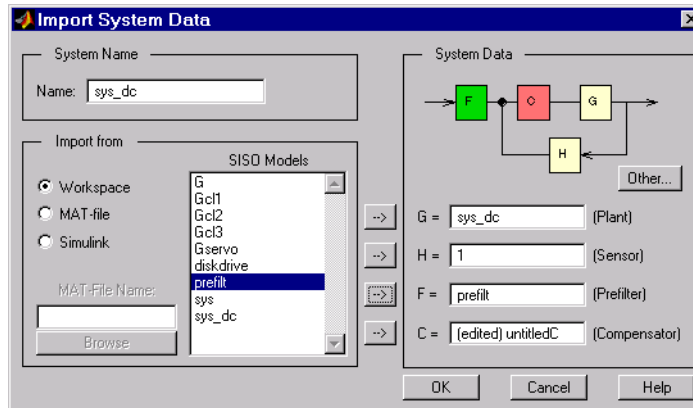 Import System Data
System Name
Name: sys_dc
Import from
Workspace
MAT-file
Simulink
MAT-File Name:
Browse
SISO Models
G
Gcl1
Gcl2
Gcl3
Gservo
diskdrive
prefilt
sys
sys_dc
-->
-->
-->
-->
System Data
F
C
G
H
Other...
G = sys_dc (Plant)
H = 1 (Sensor)
F = prefilt (Prefilter)
C = (edited) untitledC (Compensator)
OK
Cancel
Help